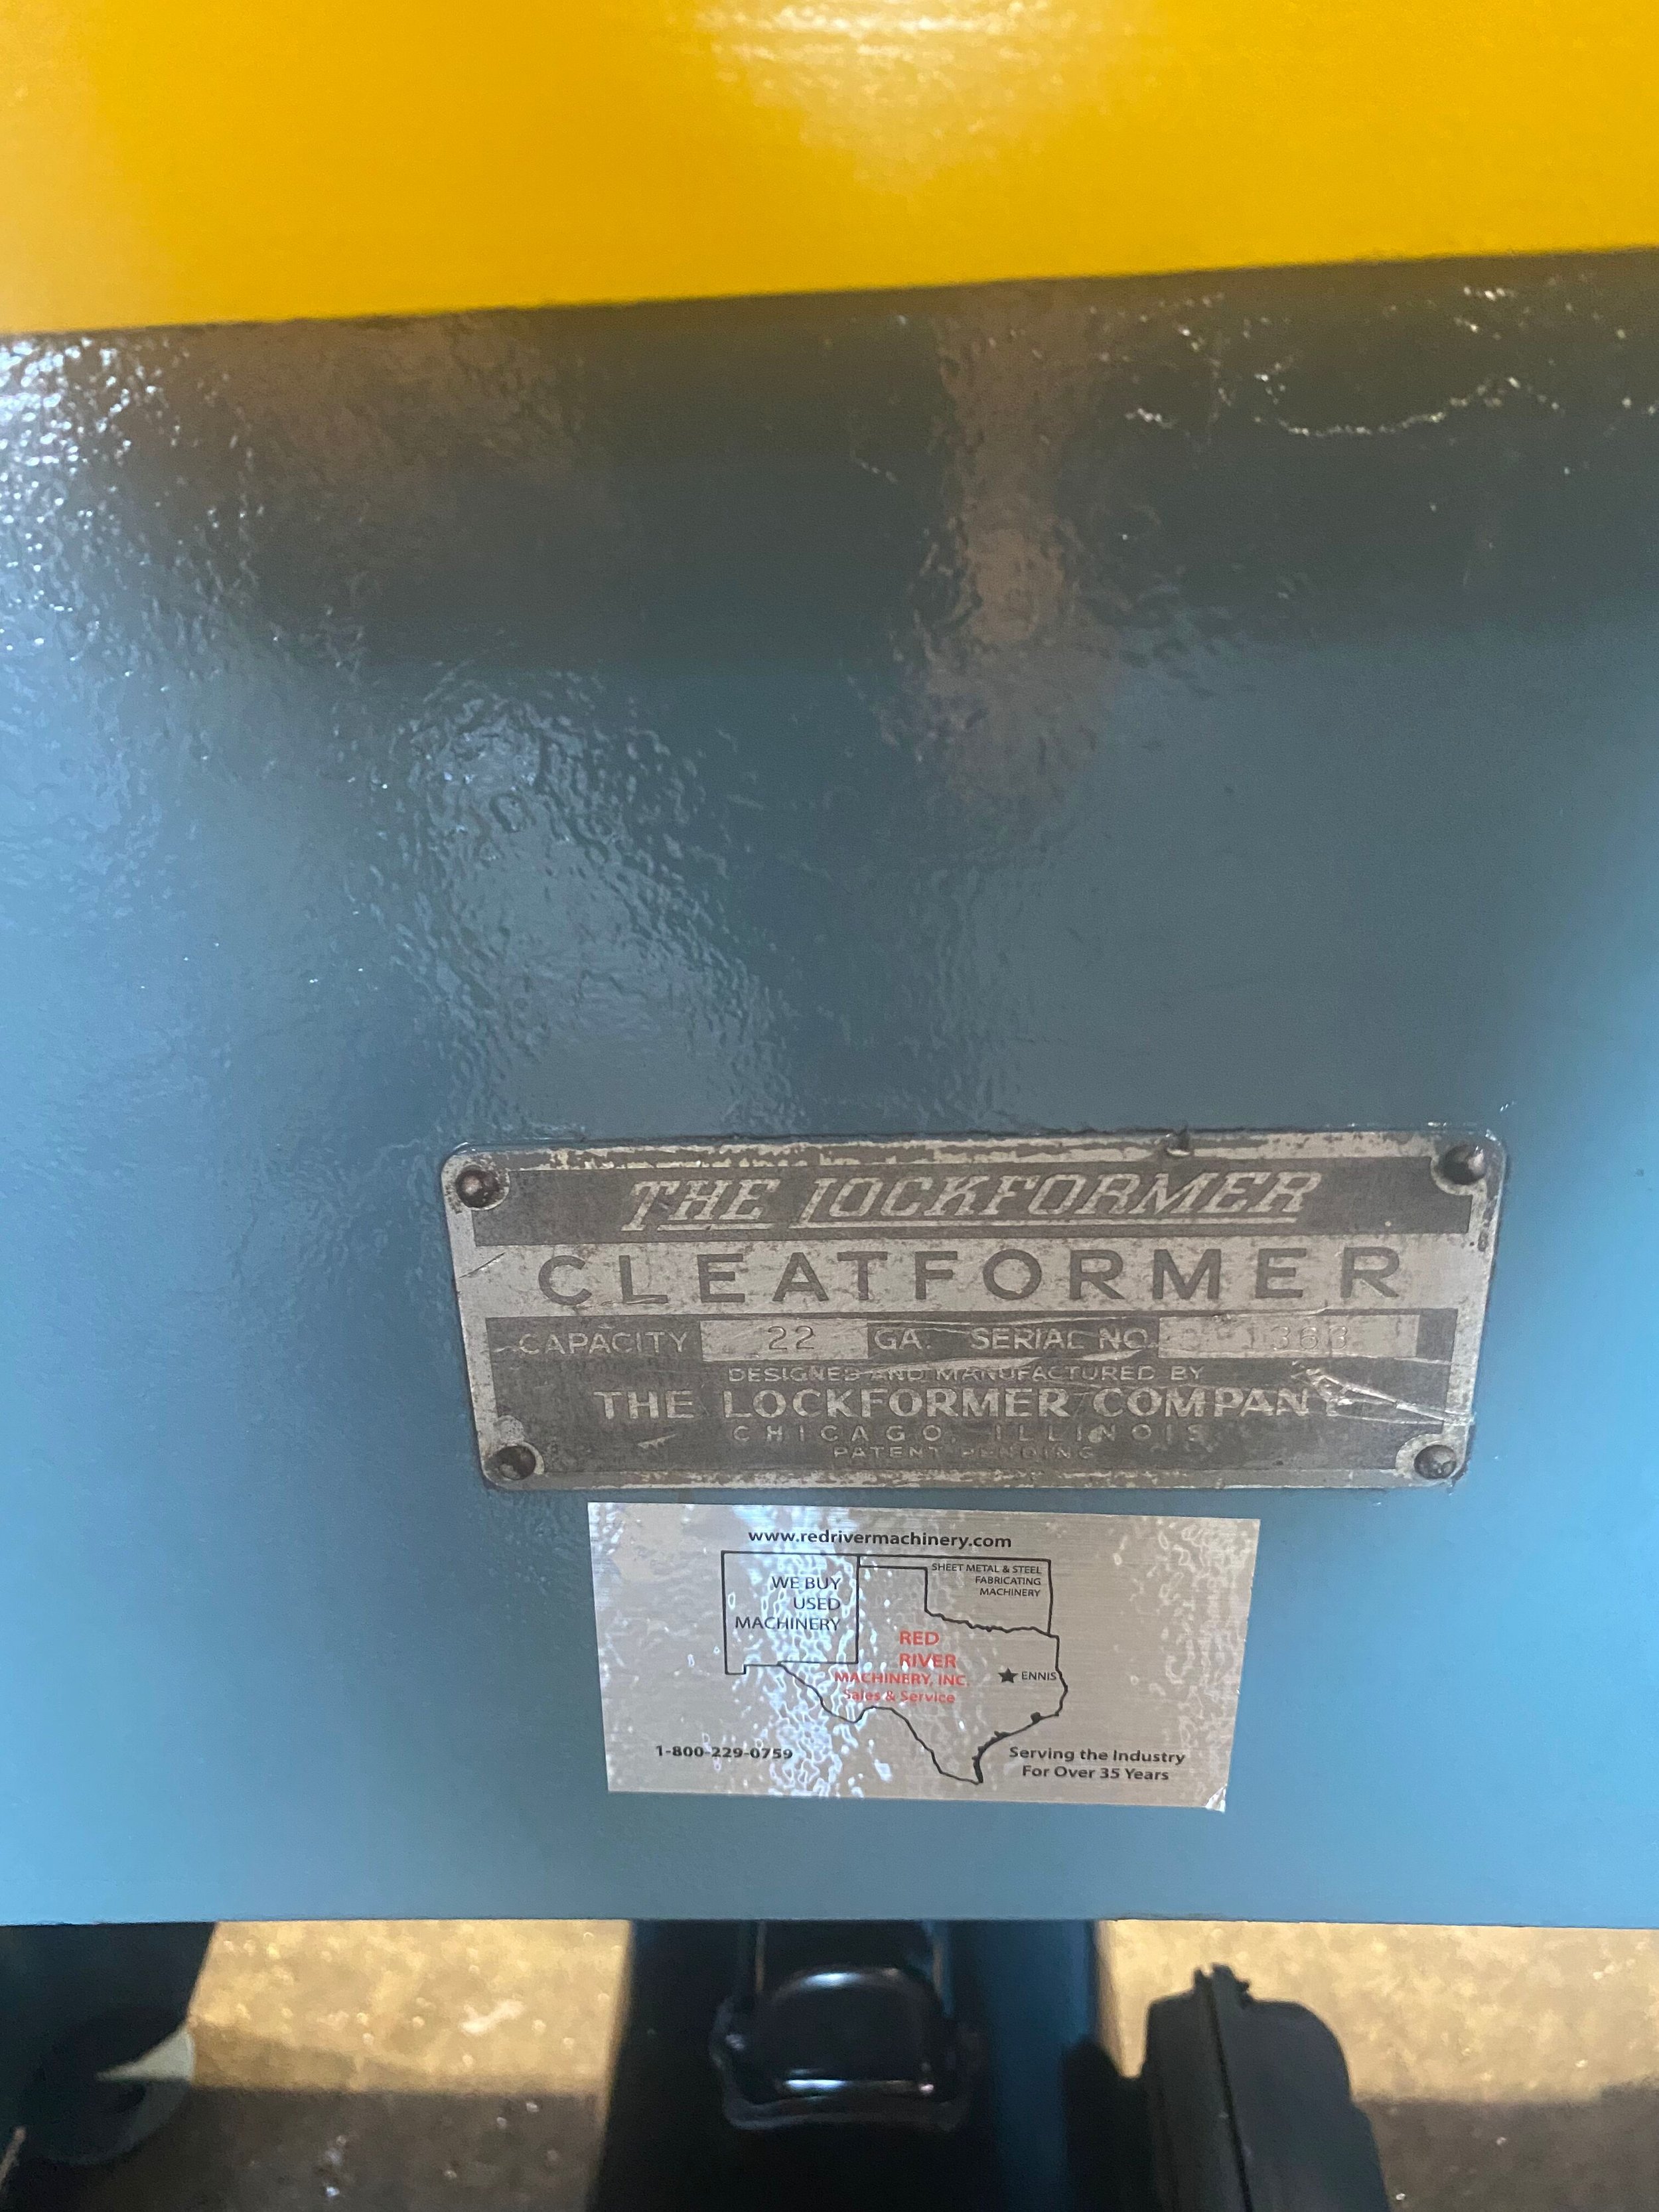 THE LOCKFORMER
CLEATFORMER
CAPACITY 22 GA. SERIAL NO. 1363
DESIGNED AND MANUFACTURED BY
THE LOCKFORMER COMPANY
CHICAGO, ILLINOIS
PATENT PENDING
www.redrivermachinery.com
WE BUY
USED
MACHINERY
SHEET METAL & STEEL
FABRICATING
MACHINERY
RED
RIVER
MACHINERY, INC.
Sales & Service
ENNIS
1-800-229-0759
Serving the Industry
For Over 35 Years